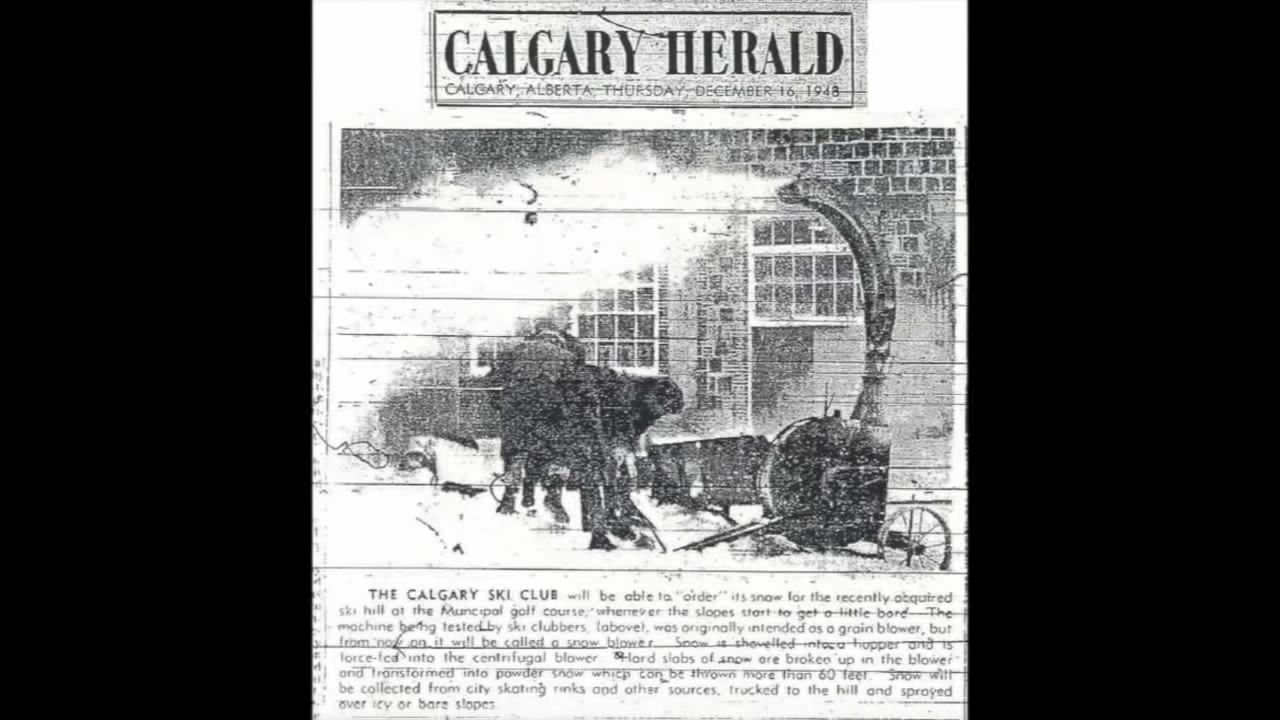 CALGARY HERALD
CALGARY, ALBERTA, THURSDAY, DECEMBER 16, 1948
THE CALGARY SKI CLUB will be able to "order" its snow for the recently acquired
ski hill at the Muncipal golf course, whenever the slopes start to get a little bare. The
machine being tested by ski clubbers, (above), was originally intended as a grain blower, but
from now on it will be called a snow blower. Snow is shovelled into a hopper and is
force-fed into the centrifugal blower. Hard slabs of snow are broken up in the blower
and transformed into powder snow which can be thrown more than 60 feet. Snow will
be collected from city skating rinks and other sources, trucked to the hill and sprayed
over icy or bare slopes